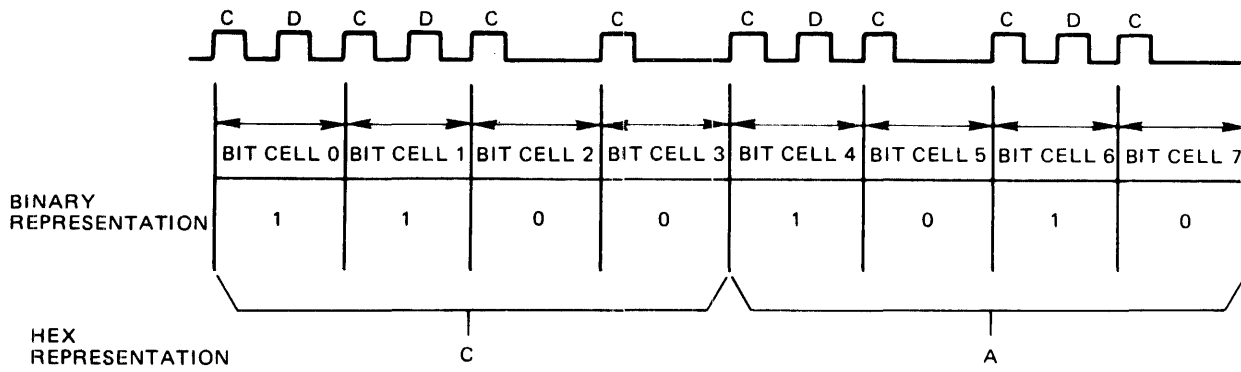 C D C D C C C D C C D C
BIT CELL 0 BIT CELL 1 BIT CELL 2 BIT CELL 3 BIT CELL 4 BIT CELL 5 BIT CELL 6 BIT CELL 7
BINARY
REPRESENTATION 1 1 0 0 1 0 1 0
HEX
REPRESENTATION C A